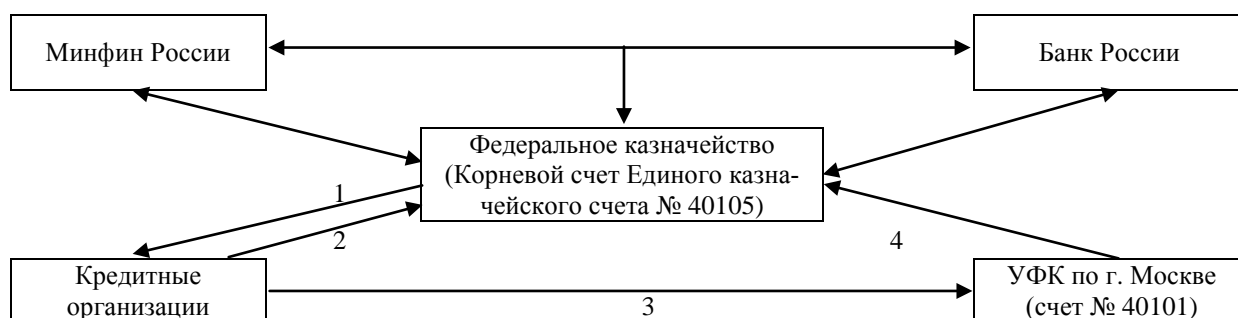 Минфин России
Банк России
Федеральное казначейство
(Корневой счет Единого казна-
чейского счета № 40105)
1
2
4
Кредитные
организации
3
УФК по г. Москве
(счет № 40101)